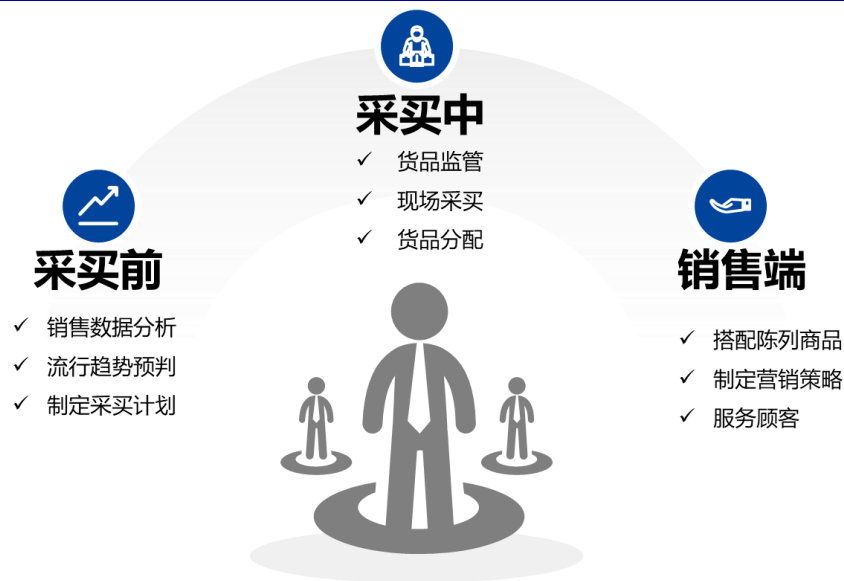 采买中
✓ 货品监管
✓ 现场采买
✓ 货品分配
采买前
✓ 销售数据分析
✓ 流行趋势预判
✓ 制定采买计划
销售端
✓ 搭配陈列商品
✓ 制定营销策略
✓ 服务顾客